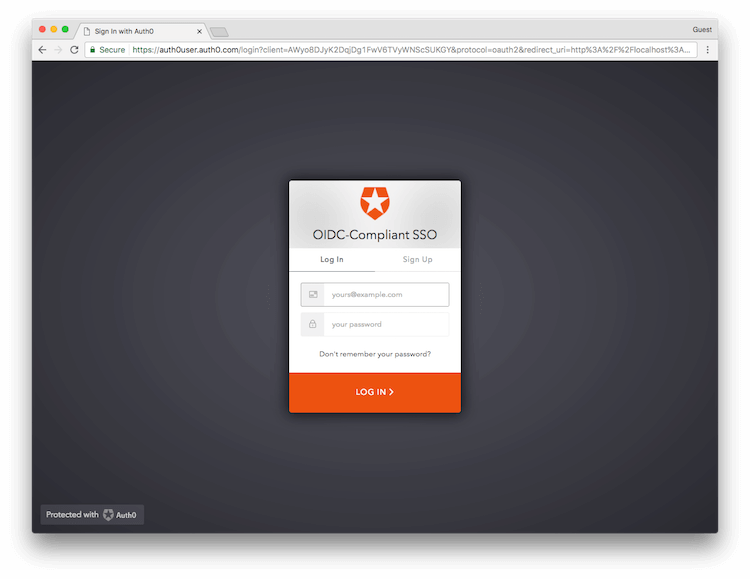 Sign In with Auth0
Guest
Secure https://auth0user.auth0.com/login?client=AWyo8DJyK2DqjDg1FwV6TVyWNScSUKGY&protocol=oauth2&redirect_uri=http%3A%2F%2Flocalhost%3A...
OIDC-Compliant SSO
Log In Sign Up
yours@example.com
your password
Don't remember your password?
LOG IN
Protected with Auth0